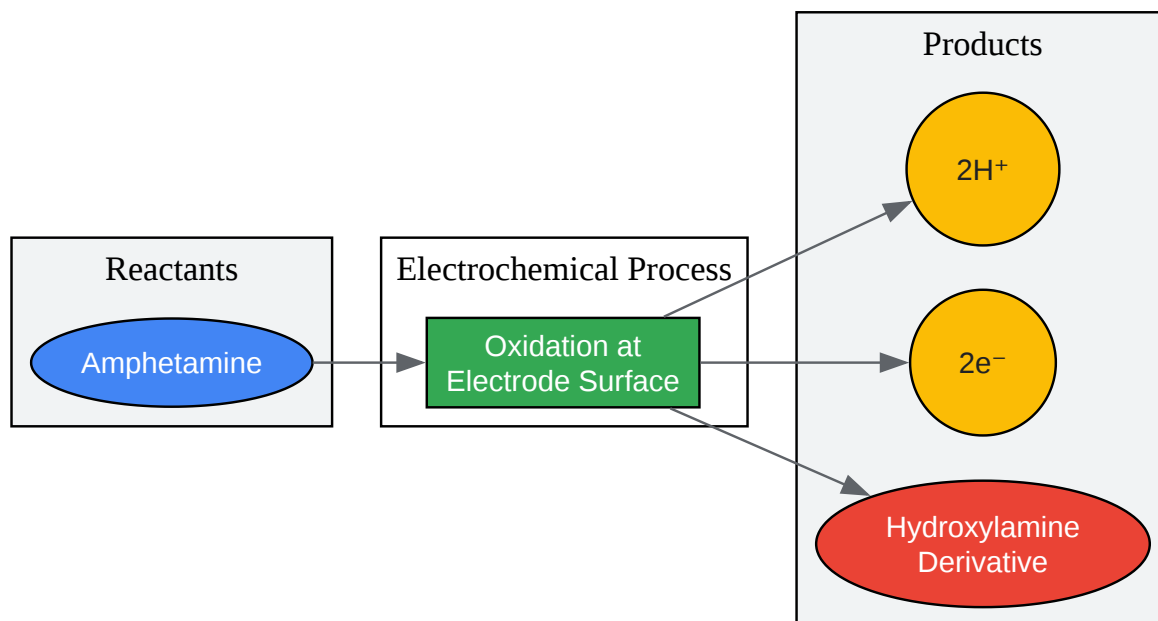 Reactants
Amphetamine
Electrochemical Process
Oxidation at
Electrode Surface
Products
2H⁺
2e⁻
Hydroxylamine
Derivative